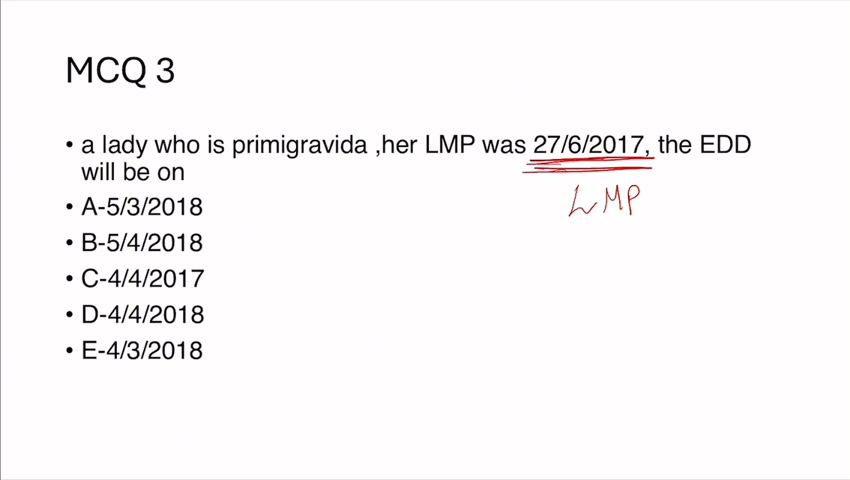 MCQ 3
• a lady who is primigravida ,her LMP was 27/6/2017, the EDD
will be on
• A-5/3/2018
• B-5/4/2018
• C-4/4/2017
• D-4/4/2018
• E-4/3/2018
LMP